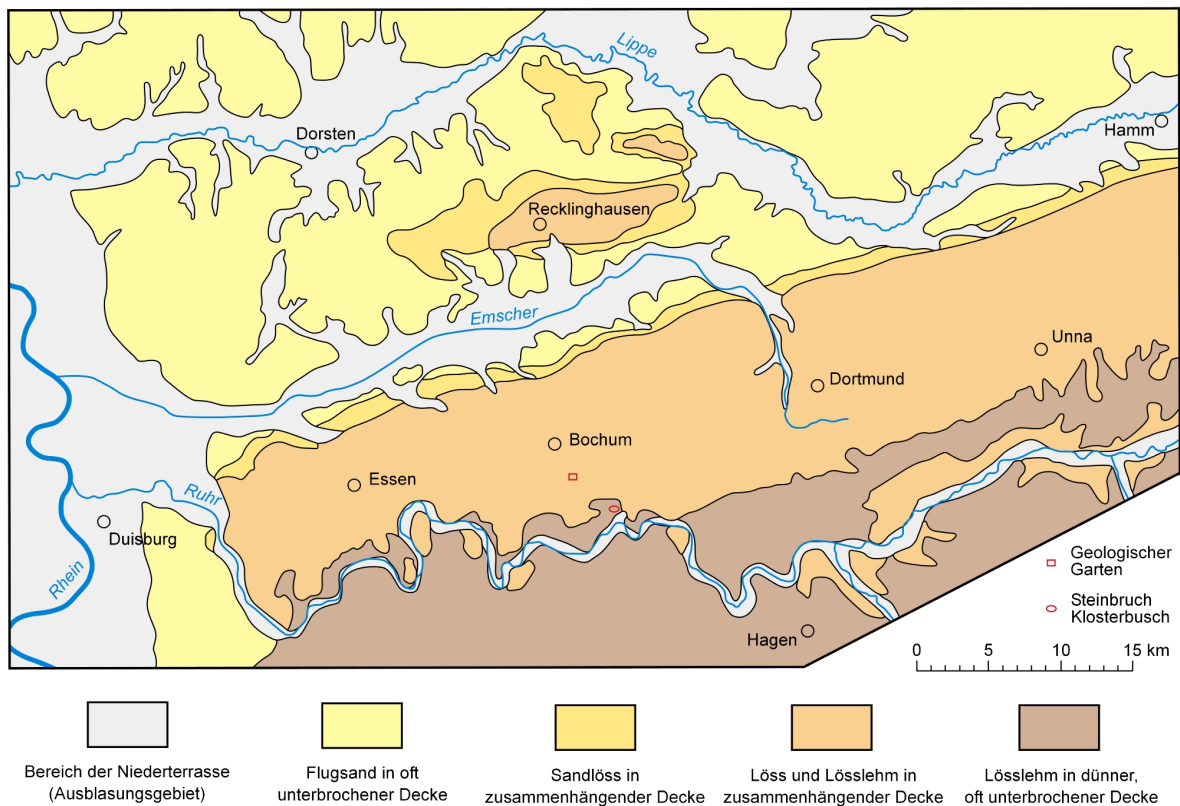 Lippe
Dorsten
Hamm
Recklinghausen
Emscher
Unna
Dortmund
Bochum
Essen
Ruhr
Duisburg
Rhein
Hagen
Geologischer
Garten
Steinbruch
Klosterbusch
0 5 10 15 km
Bereich der Niederterrasse
(Ausblasungsgebiet)
Flugsand in oft
unterbrochener Decke
Sandlöss in
zusammenhängender Decke
Löss und Lösslehm in
zusammenhängender Decke
Lösslehm in dünner,
oft unterbrochener Decke